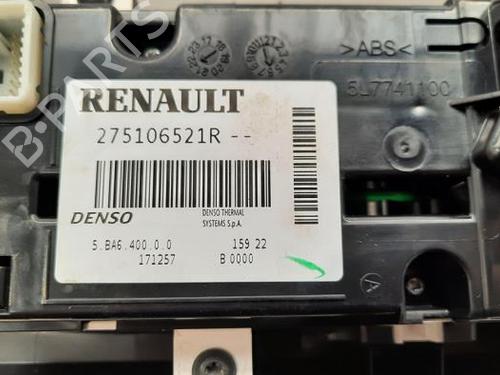 >ABS<
5L7741100
RENAULT
275106521R --
DENSO
DENSO THERMAL
SYSTEMS S.p.A.
5.BA6.400.0.0
159 22
171257
B 0000
A
B-PARTS